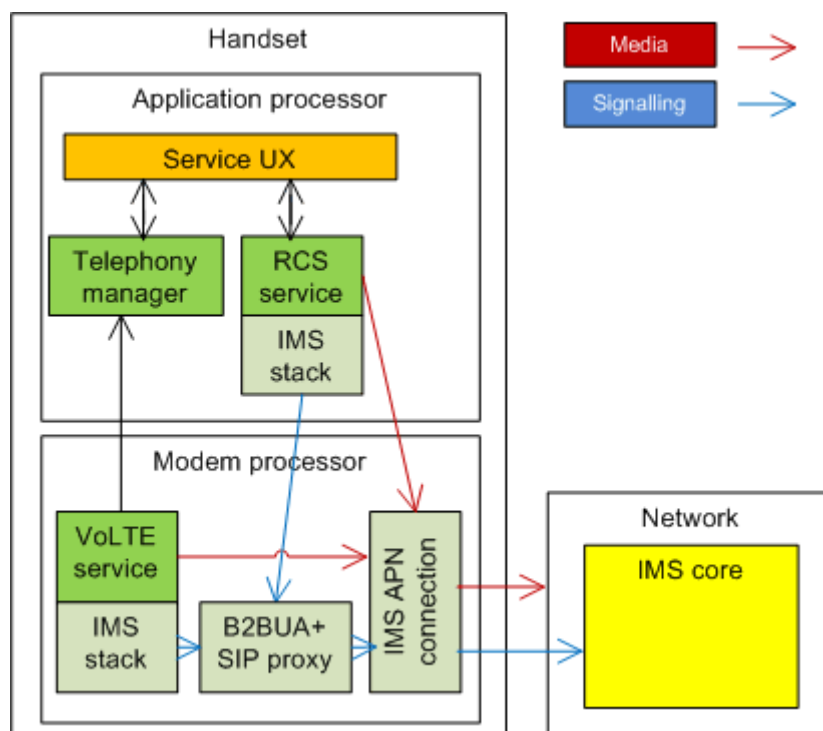 Handset
Media
Application processor
Signalling
Service UX
Telephony
manager
RCS
service
IMS
stack
Modem processor
VoLTE
service
IMS
stack
B2BUA+
SIP proxy
IMS APN
connection
Network
IMS core